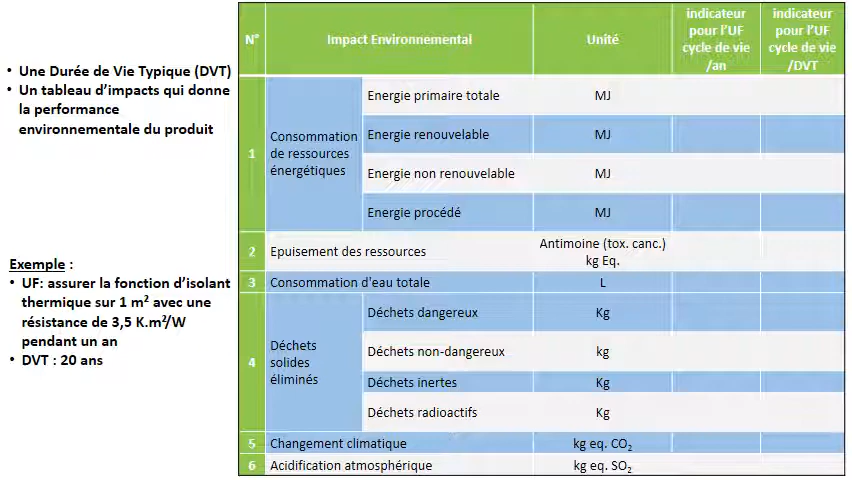 • Une Durée de Vie Typique (DVT)
• Un tableau d’impacts qui donne
la performance
environnementale du produit
Exemple :
• UF: assurer la fonction d’isolant
thermique sur 1 m² avec une
résistance de 3,5 K.m²/W
pendant un an
• DVT : 20 ans
N° Impact Environnemental Unité indicateur pour l’UF cycle de vie /an indicateur pour l’UF cycle de vie /DVT
1 Consommation de ressources énergétiques
Energie primaire totale MJ
Energie renouvelable MJ
Energie non renouvelable MJ
Energie procédé MJ
2 Epuisement des ressources Antimoine (tox. canc.) kg Eq.
3 Consommation d'eau totale L
4 Déchets solides éliminés
Déchets dangereux Kg
Déchets non-dangereux kg
Déchets inertes Kg
Déchets radioactifs Kg
5 Changement climatique kg eq. CO₂
6 Acidification atmosphérique kg eq. SO₂